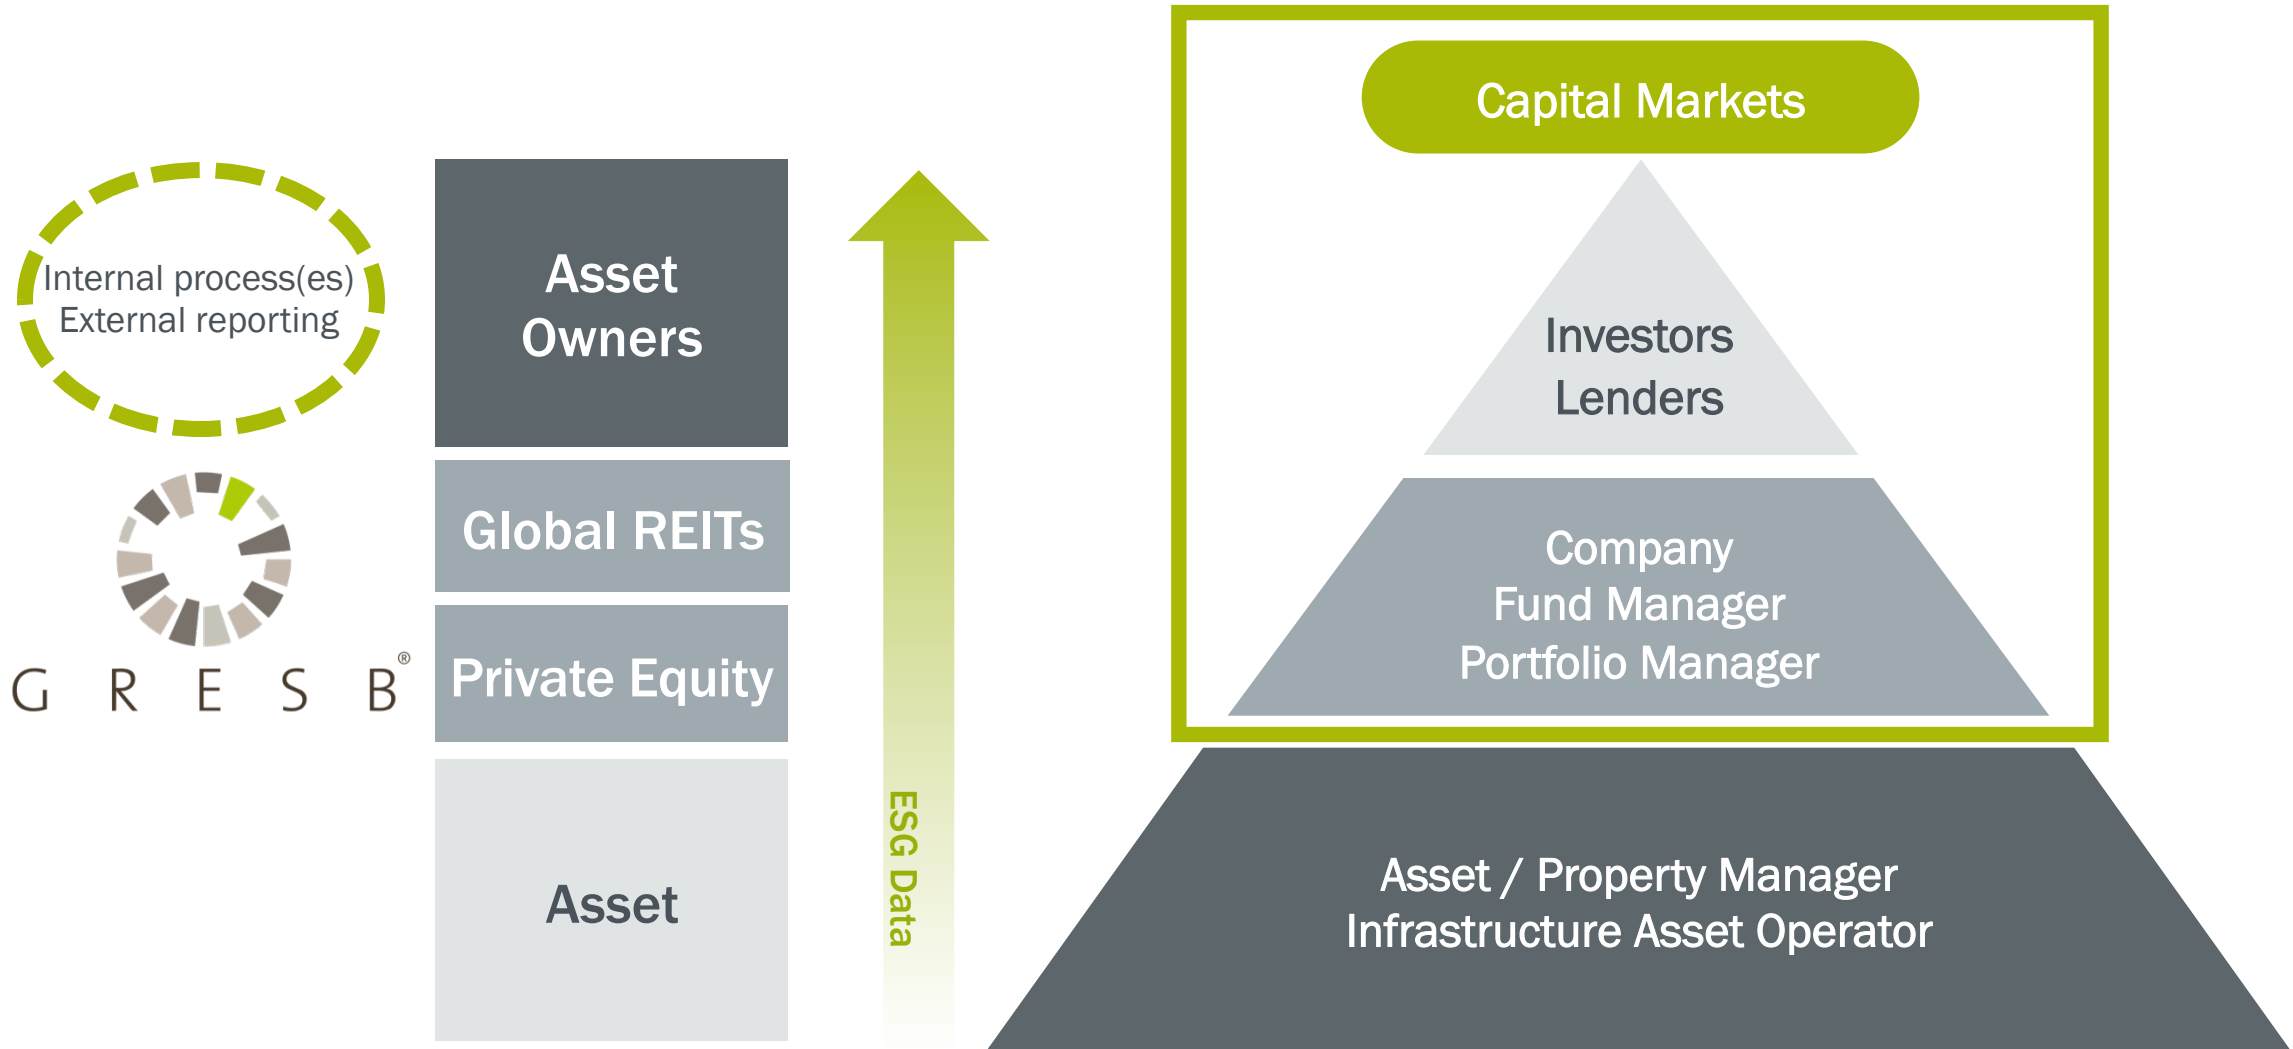 Internal process(es)
External reporting
G R E S B®
Asset
Owners
Global REITs
Private Equity
Asset
ESG Data
Capital Markets
Investors
Lenders
Company
Fund Manager
Portfolio Manager
Asset / Property Manager
Infrastructure Asset Operator